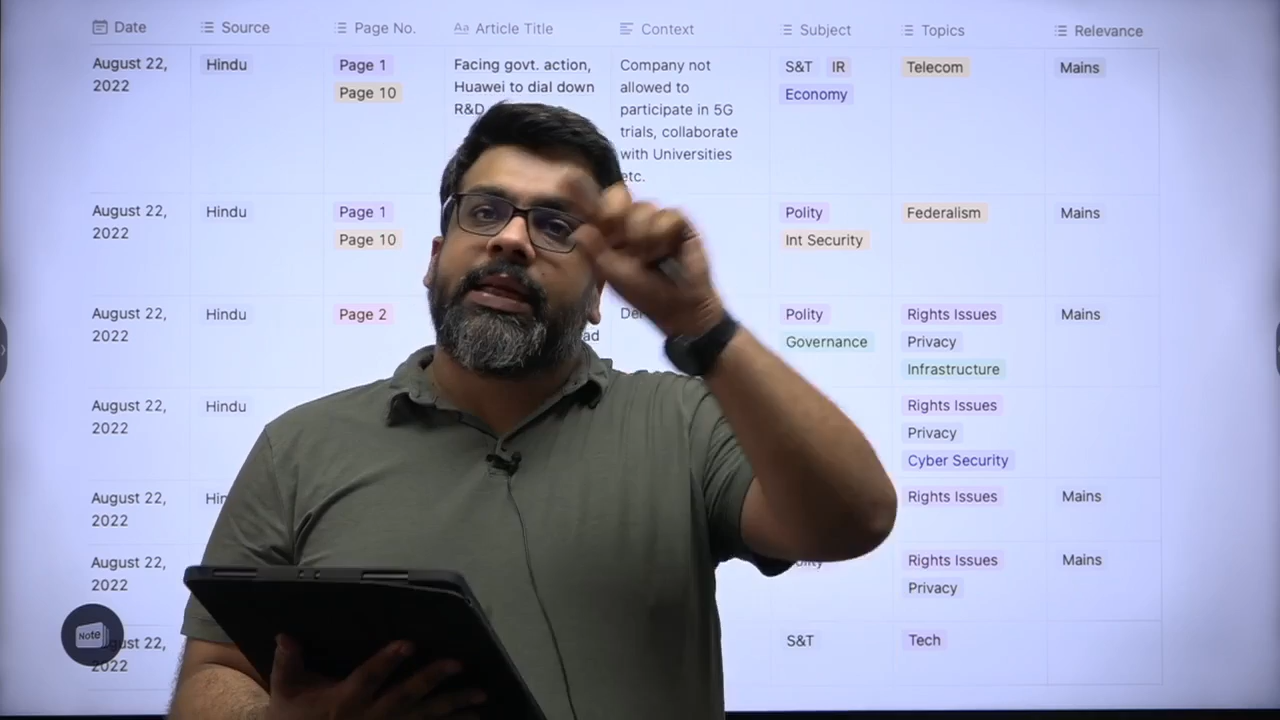 Date Source Page No. Aa Article Title Context Subject Topics Relevance
August 22, Hindu Page 1 Facing govt. action, Company not S&T IR Telecom Mains
2022 Page 10 Huawei to dial down allowed to Economy
R&D participate in 5G
trials, collaborate
with Universities
etc.
August 22, Hindu Page 1 Polity Federalism Mains
2022 Page 10 Int Security
August 22, Hindu Page 2 Polity Rights Issues Mains
2022 Governance Privacy
Infrastructure
August 22, Hindu Rights Issues
2022 Privacy
Cyber Security
August 22, Rights Issues Mains
2022
August 22, Rights Issues Mains
2022 Privacy
22, S&T Tech
2022
Note